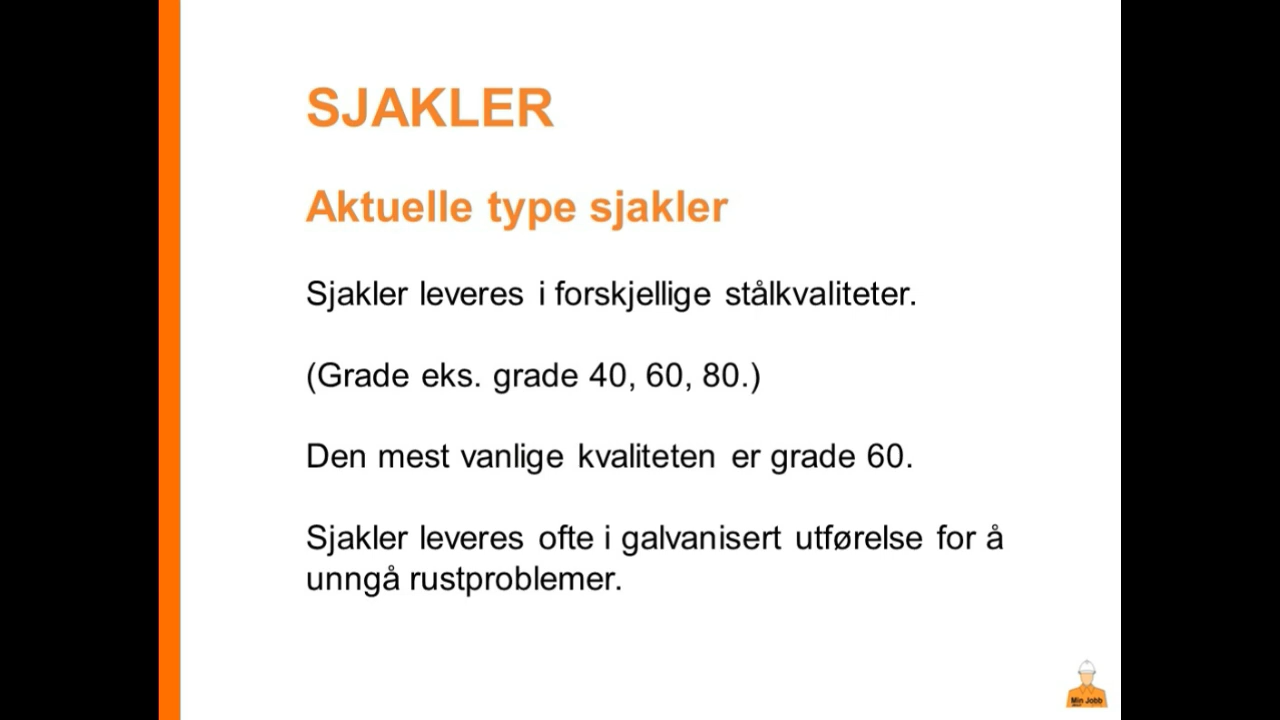 SJAKLER
Aktuelle type sjakler
Sjakler leveres i forskjellige stålkvaliteter.
(Grade eks. grade 40, 60, 80.)
Den mest vanlige kvaliteten er grade 60.
Sjakler leveres ofte i galvanisert utførelse for å
unngå rustproblemer.
Min Jobb